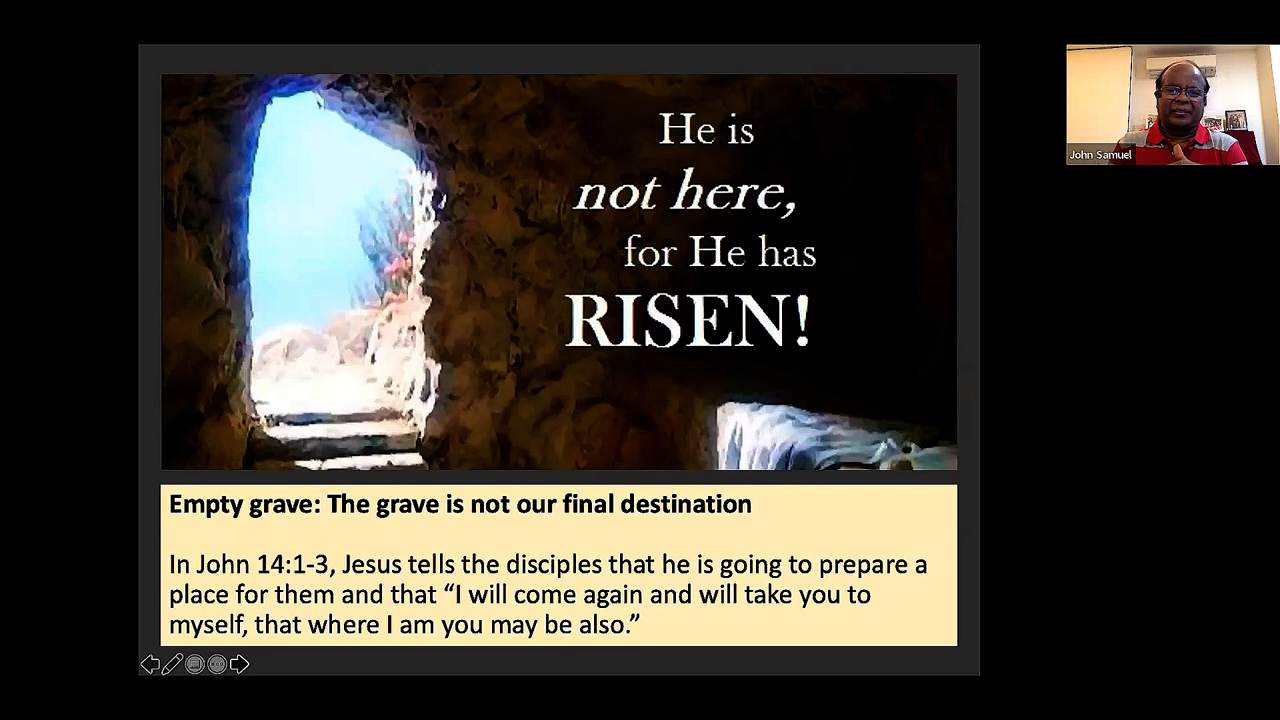 He is
not here,
for He has
RISEN!
Empty grave: The grave is not our final destination
In John 14:1-3, Jesus tells the disciples that he is going to prepare a
place for them and that “I will come again and will take you to
myself, that where I am you may be also.”
John Samuel